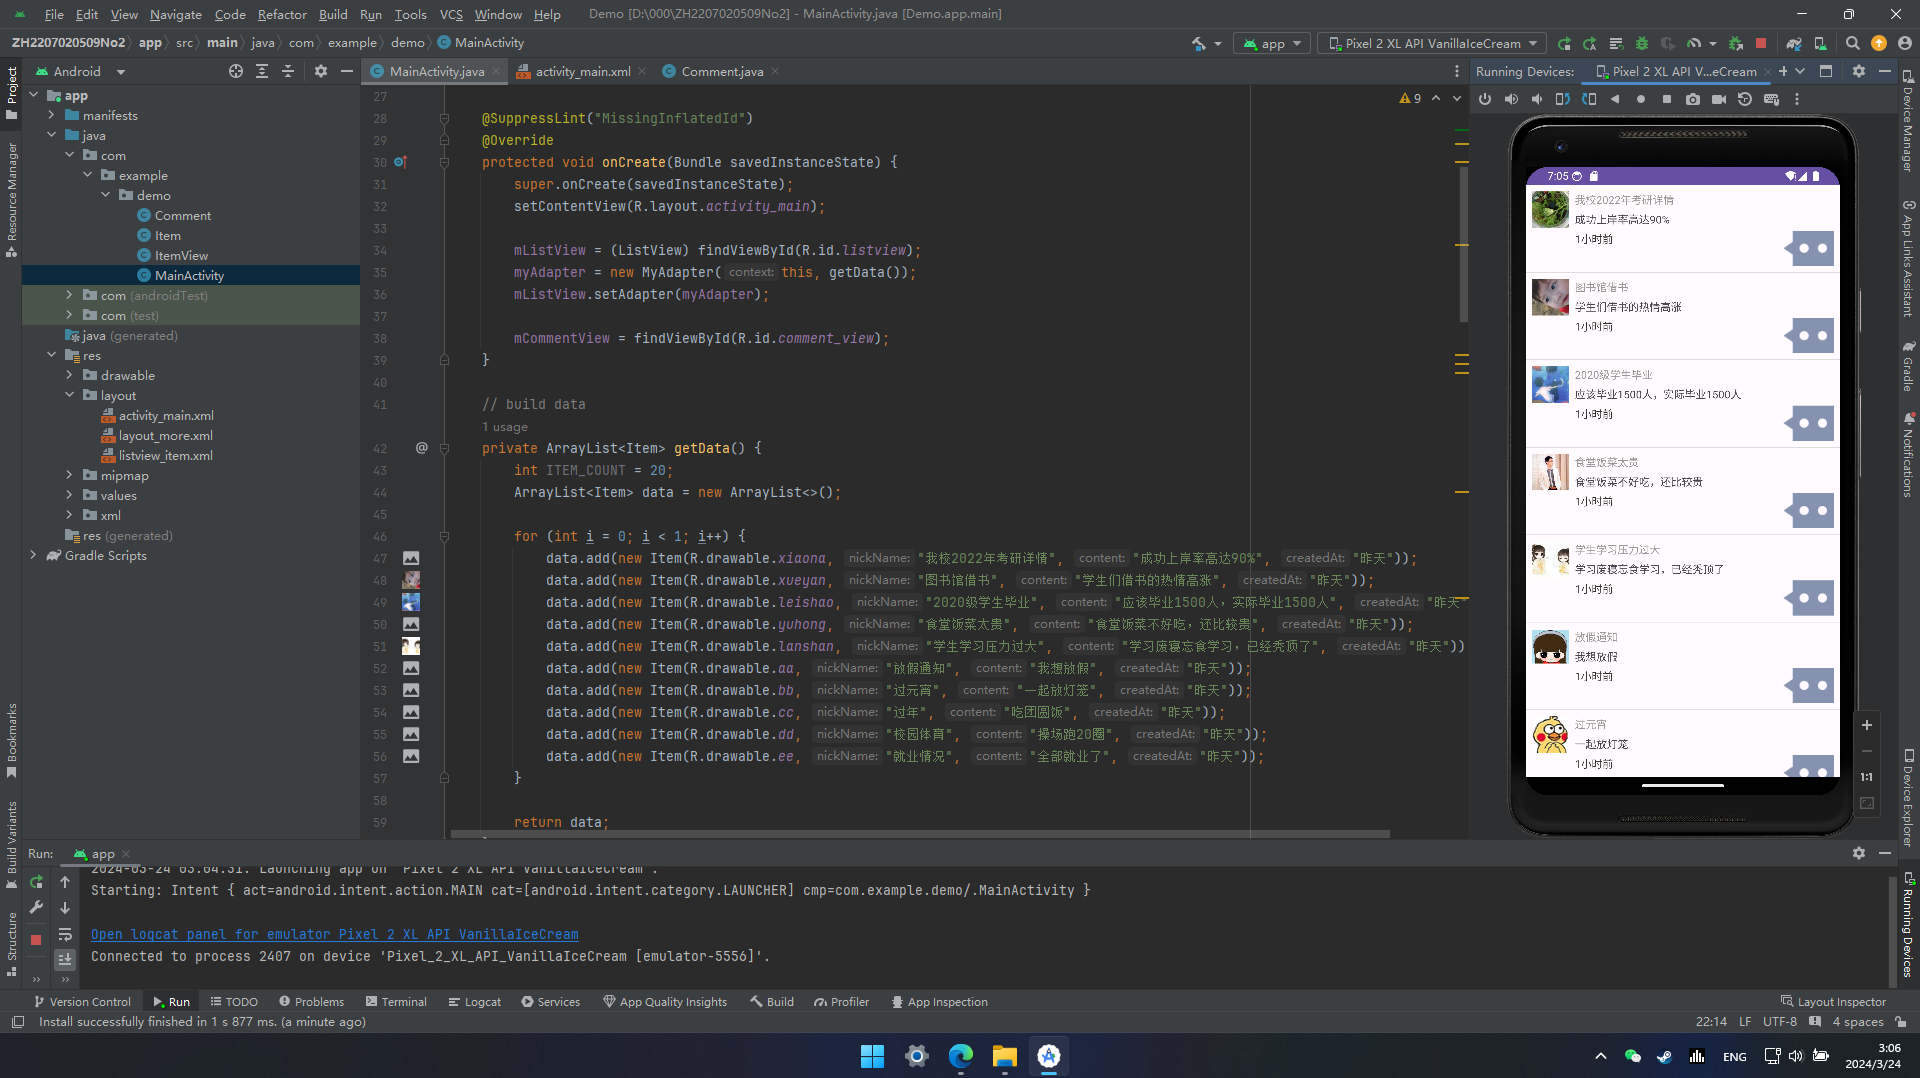 File Edit View Navigate Code Refactor Build Run Tools VCS Window Help Demo [D:\000\ZH2207020509No2] - MainActivity.java [Demo.app.main]
ZH2207020509No2 app src main java com example demo MainActivity
app Pixel 2 XL API VanillaIceCream
Android
MainActivity.java activity_main.xml Comment.java
Running Devices: Pixel 2 XL API V...eCream
Project
Resource Manager
Bookmarks
Build Variants
Structure
app
manifests
java
com
example
demo
Comment
Item
ItemView
MainActivity
com (androidTest)
com (test)
java (generated)
res
drawable
layout
activity_main.xml
layout_more.xml
listview_item.xml
mipmap
values
xml
res (generated)
Gradle Scripts
9
27
28 @SuppressLint("MissingInflatedId")
29 @Override
30 protected void onCreate(Bundle savedInstanceState) {
31 super.onCreate(savedInstanceState);
32 setContentView(R.layout.activity_main);
33
34 mListView = (ListView) findViewById(R.id.listview);
35 myAdapter = new MyAdapter( context: this, getData());
36 mListView.setAdapter(myAdapter);
37
38 mCommentView = findViewById(R.id.comment_view);
39 }
40
41 // build data
1 usage
42 @ private ArrayList<Item> getData() {
43 int ITEM_COUNT = 20;
44 ArrayList<Item> data = new ArrayList<>();
45
46 for (int i = 0; i < 1; i++) {
47 data.add(new Item(R.drawable.xiaona, nickName: "我校2022年考研详情", content: "成功上岸率高达90%", createdAt: "昨天"));
48 data.add(new Item(R.drawable.xueyan, nickName: "图书馆借书", content: "学生们借书的热情高涨", createdAt: "昨天"));
49 data.add(new Item(R.drawable.leishao, nickName: "2020级学生毕业", content: "应该毕业1500人，实际毕业1500人", createdAt: "昨天"
50 data.add(new Item(R.drawable.yuhong, nickName: "食堂饭菜太贵", content: "食堂饭菜不好吃，还比较贵", createdAt: "昨天"));
51 data.add(new Item(R.drawable.lanshan, nickName: "学生学习压力过大", content: "学习废寝忘食学习，已经秃顶了", createdAt: "昨天"))
52 data.add(new Item(R.drawable.aa, nickName: "放假通知", content: "我想放假", createdAt: "昨天"));
53 data.add(new Item(R.drawable.bb, nickName: "过元宵", content: "一起放灯笼", createdAt: "昨天"));
54 data.add(new Item(R.drawable.cc, nickName: "过年", content: "吃团圆饭", createdAt: "昨天"));
55 data.add(new Item(R.drawable.dd, nickName: "校园体育", content: "操场跑20圈", createdAt: "昨天"));
56 data.add(new Item(R.drawable.ee, nickName: "就业情况", content: "全部就业了", createdAt: "昨天"));
57 }
58
59 return data;
7:05
我校2022年考研详情
成功上岸率高达90%
1小时前
图书馆借书
学生们借书的热情高涨
1小时前
2020级学生毕业
应该毕业1500人，实际毕业1500人
1小时前
食堂饭菜太贵
食堂饭菜不好吃，还比较贵
1小时前
学生学习压力过大
学习废寝忘食学习，已经秃顶了
1小时前
放假通知
我想放假
1小时前
过元宵
一起放灯笼
1小时前
1:1
Device Manager
App Links Assistant
Gradle
Notifications
Device Explorer
Running Devices
Run: app
2024-03-24 03:04:31: Launching app on 'Pixel 2 XL API VanillaIceCream'.
Starting: Intent { act=android.intent.action.MAIN cat=[android.intent.category.LAUNCHER] cmp=com.example.demo/.MainActivity }
Open logcat panel for emulator Pixel 2 XL API VanillaIceCream
Connected to process 2407 on device 'Pixel_2_XL_API_VanillaIceCream [emulator-5556]'.
Version Control Run TODO Problems Terminal Logcat Services App Quality Insights Build Profiler App Inspection Layout Inspector
Install successfully finished in 1 s 877 ms. (a minute ago) 22:14 LF UTF-8 4 spaces
ENG
3:06
2024/3/24